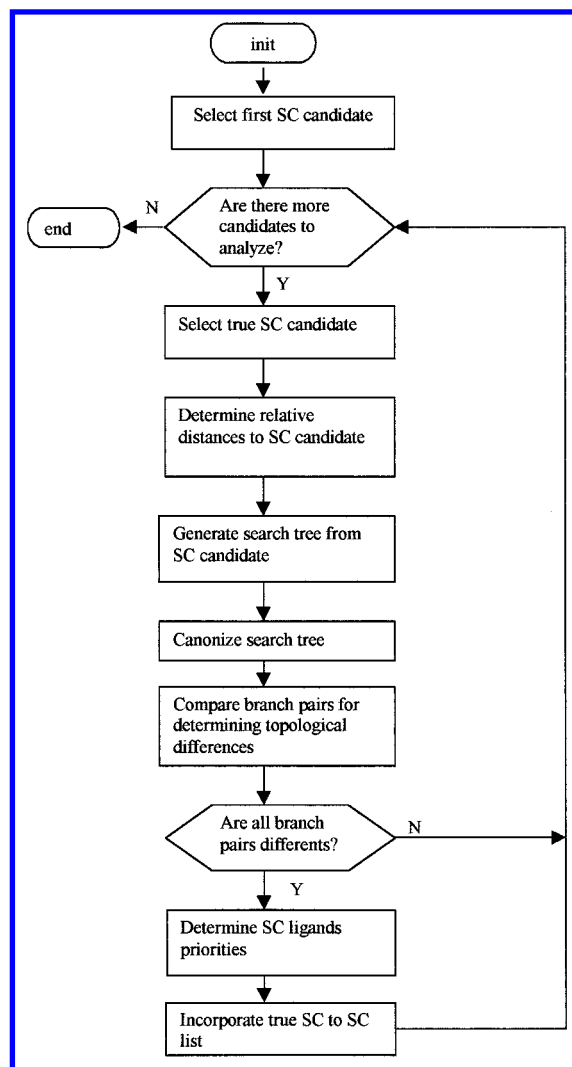 init
Select first SC candidate
Are there more
candidates to
analyze?
N
end
Y
Select true SC candidate
Determine relative
distances to SC candidate
Generate search tree from
SC candidate
Canonize search tree
Compare branch pairs for
determining topological
differences
Are all branch
pairs differents?
N
Y
Determine SC ligands
priorities
Incorporate true SC to SC
list